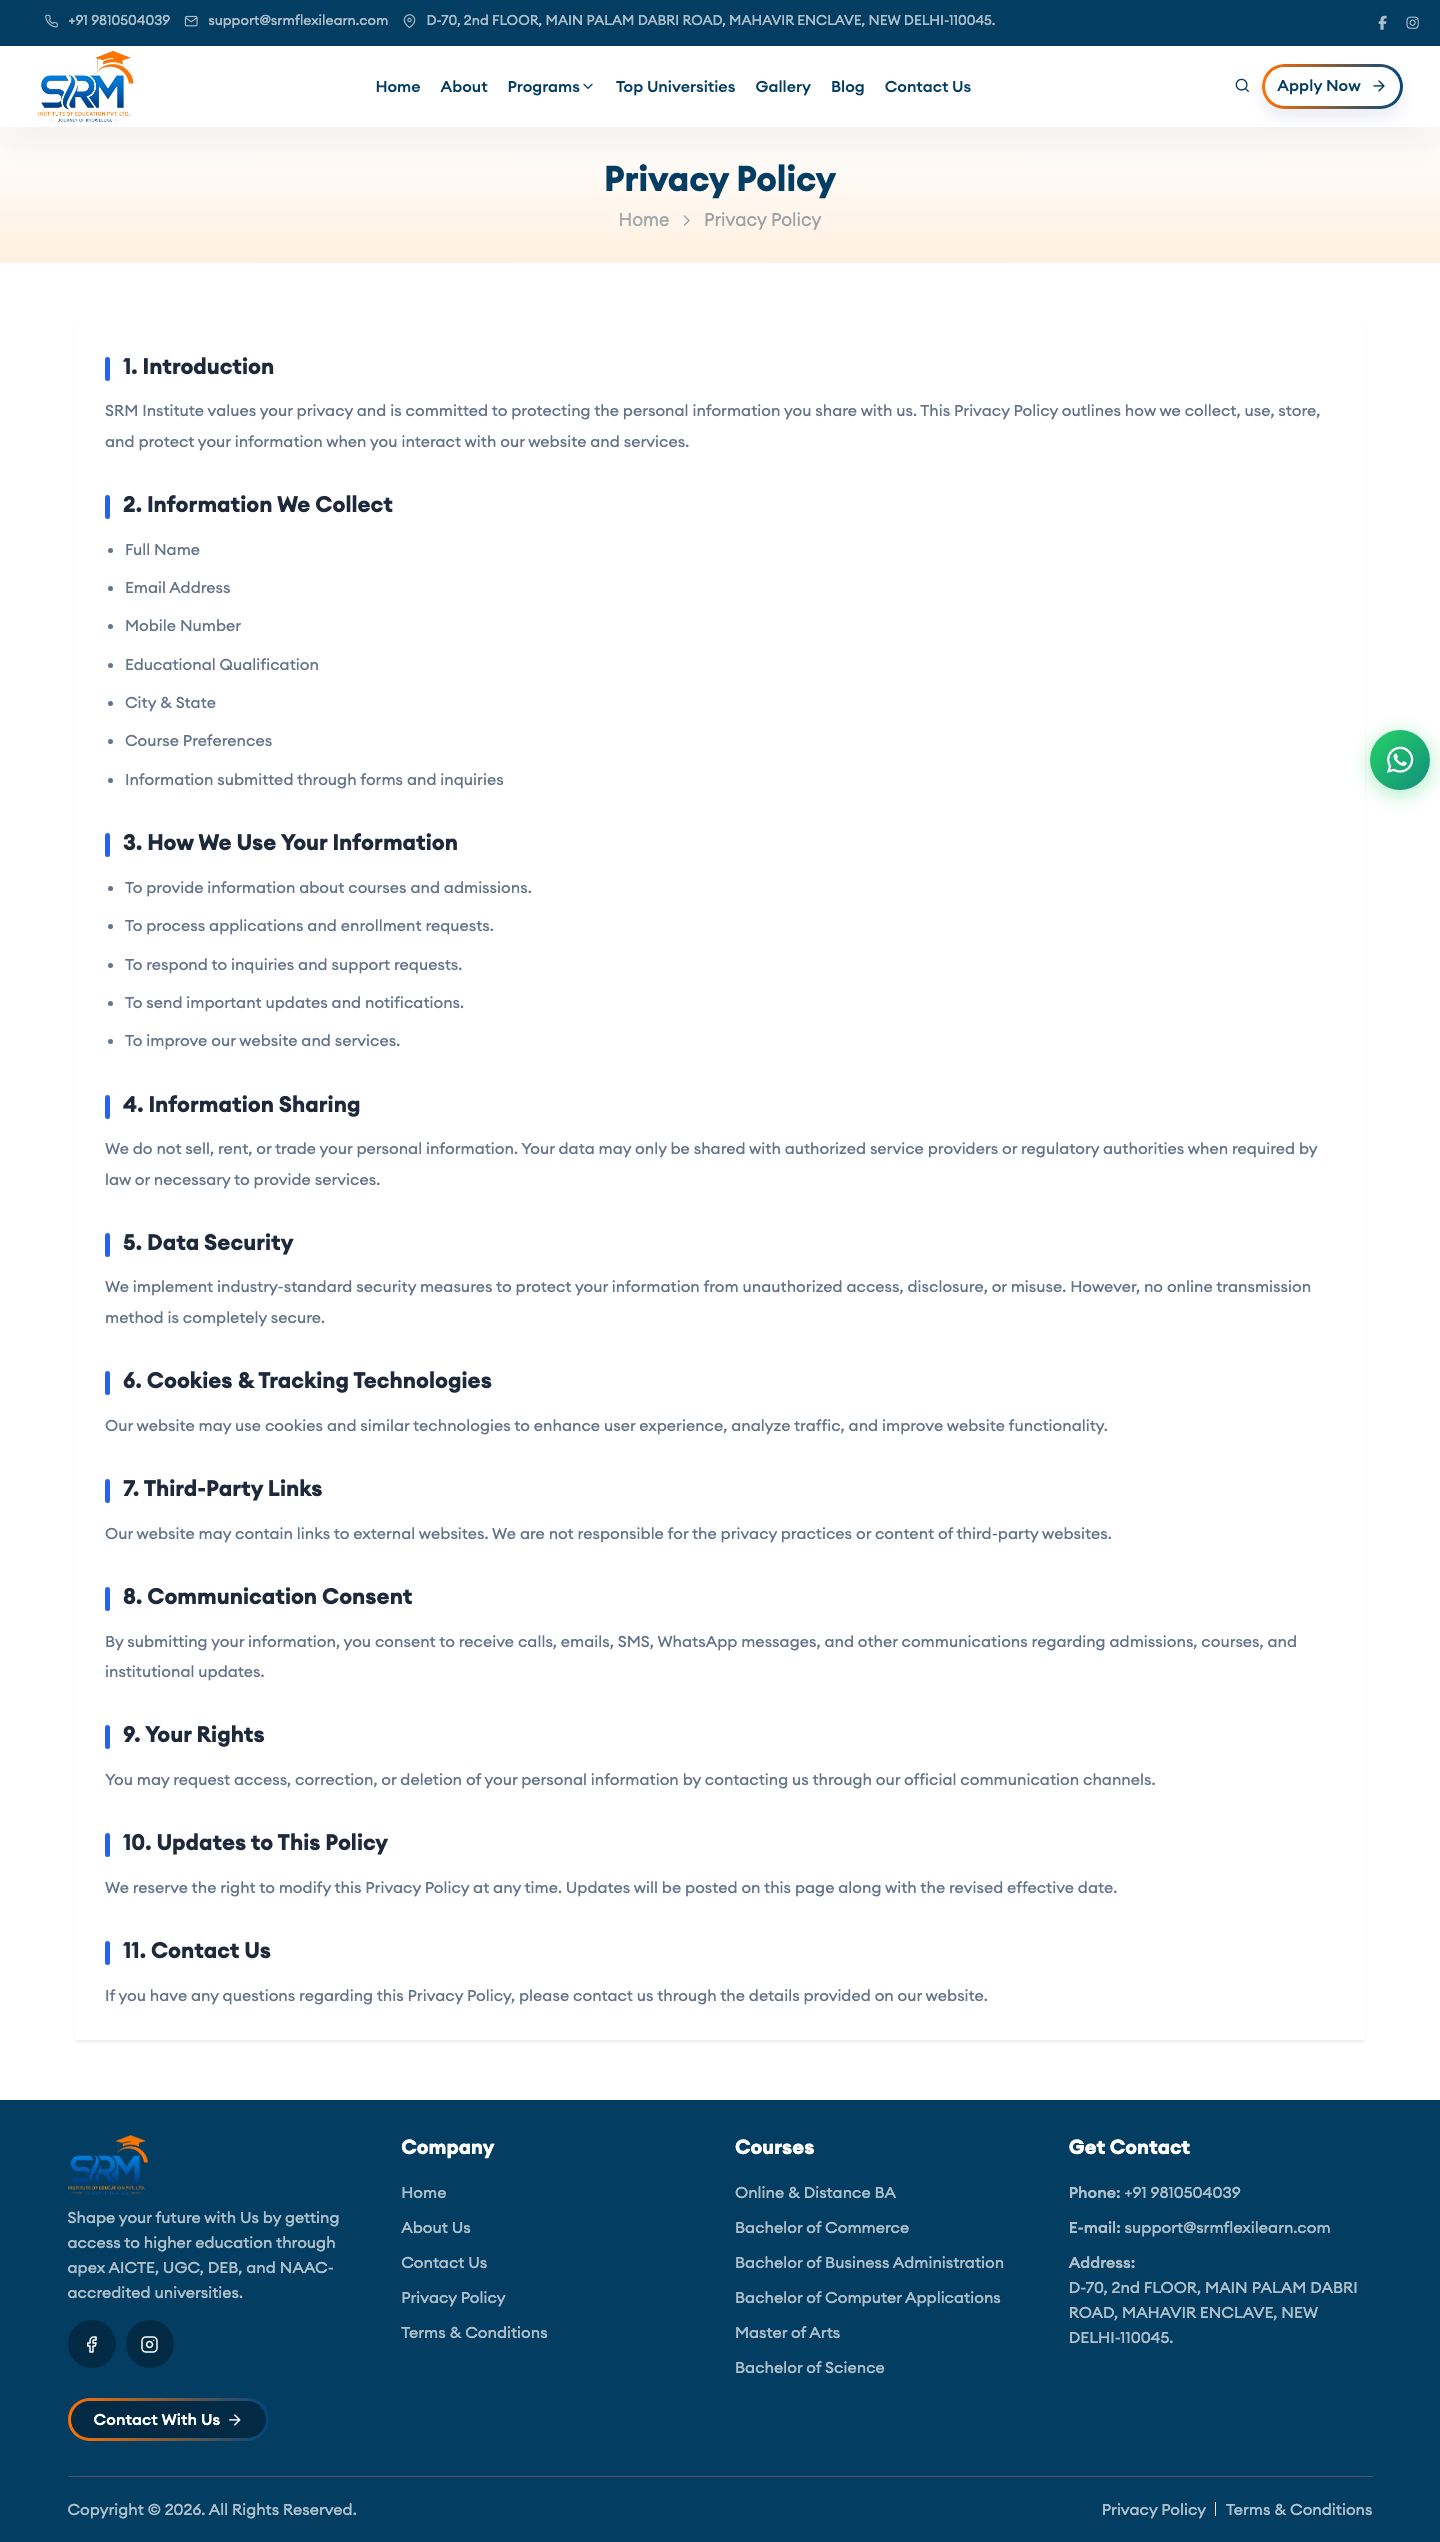 +91 9810504039 support@srmflexilearn.com D-70, 2nd FLOOR, MAIN PALAM DABRI ROAD, MAHAVIR ENCLAVE, NEW DELHI-110045.
SRM
INSTITUTE OF EDUCATION PVT. LTD.
JOURNEY OF KNOWLEDGE
Home About Programs Top Universities Gallery Blog Contact Us Apply Now
Privacy Policy
Home Privacy Policy
1. Introduction
SRM Institute values your privacy and is committed to protecting the personal information you share with us. This Privacy Policy outlines how we collect, use, store,
and protect your information when you interact with our website and services.
2. Information We Collect
• Full Name
• Email Address
• Mobile Number
• Educational Qualification
• City & State
• Course Preferences
• Information submitted through forms and inquiries
3. How We Use Your Information
• To provide information about courses and admissions.
• To process applications and enrollment requests.
• To respond to inquiries and support requests.
• To send important updates and notifications.
• To improve our website and services.
4. Information Sharing
We do not sell, rent, or trade your personal information. Your data may only be shared with authorized service providers or regulatory authorities when required by
law or necessary to provide services.
5. Data Security
We implement industry-standard security measures to protect your information from unauthorized access, disclosure, or misuse. However, no online transmission
method is completely secure.
6. Cookies & Tracking Technologies
Our website may use cookies and similar technologies to enhance user experience, analyze traffic, and improve website functionality.
7. Third-Party Links
Our website may contain links to external websites. We are not responsible for the privacy practices or content of third-party websites.
8. Communication Consent
By submitting your information, you consent to receive calls, emails, SMS, WhatsApp messages, and other communications regarding admissions, courses, and
institutional updates.
9. Your Rights
You may request access, correction, or deletion of your personal information by contacting us through our official communication channels.
10. Updates to This Policy
We reserve the right to modify this Privacy Policy at any time. Updates will be posted on this page along with the revised effective date.
11. Contact Us
If you have any questions regarding this Privacy Policy, please contact us through the details provided on our website.
SRM
INSTITUTE OF EDUCATION PVT. LTD.
Shape your future with Us by getting
access to higher education through
apex AICTE, UGC, DEB, and NAAC-
accredited universities.
Contact With Us
Company
Home
About Us
Contact Us
Privacy Policy
Terms & Conditions
Courses
Online & Distance BA
Bachelor of Commerce
Bachelor of Business Administration
Bachelor of Computer Applications
Master of Arts
Bachelor of Science
Get Contact
Phone: +91 9810504039
E-mail: support@srmflexilearn.com
Address:
D-70, 2nd FLOOR, MAIN PALAM DABRI
ROAD, MAHAVIR ENCLAVE, NEW
DELHI-110045.
Copyright © 2026. All Rights Reserved.
Privacy Policy | Terms & Conditions